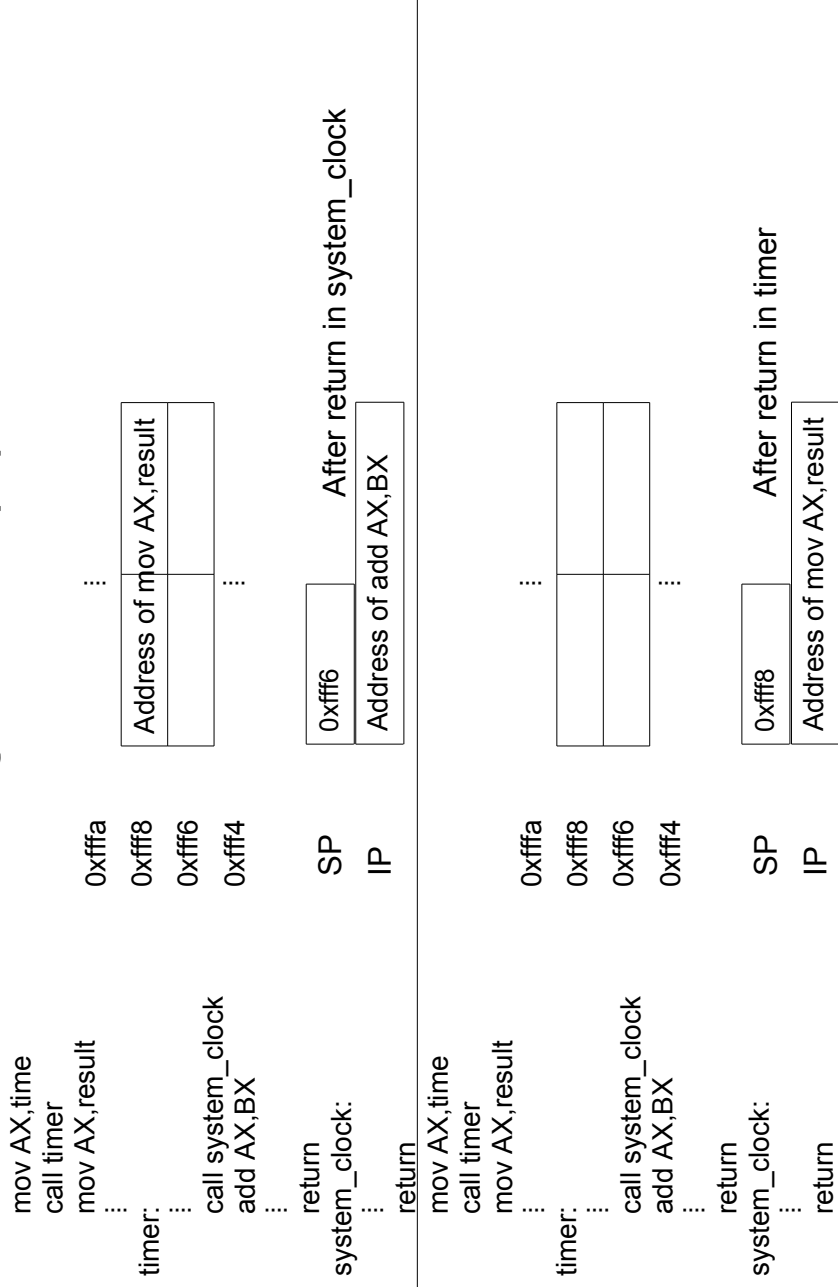 mov AX,time
call timer
mov AX,result
....
timer:
....
call system_clock
add AX,BX
....
return
system_clock:
....
return
0xfffa
....
0xfff8
Address of mov AX,result
0xfff6
0xfff4
....
SP
0xfff6
After return in system_clock
IP
Address of add AX,BX
mov AX,time
call timer
mov AX,result
....
timer:
....
call system_clock
add AX,BX
....
return
system_clock:
....
return
0xfffa
....
0xfff8
0xfff6
0xfff4
....
SP
0xfff8
After return in timer
IP
Address of mov AX,result